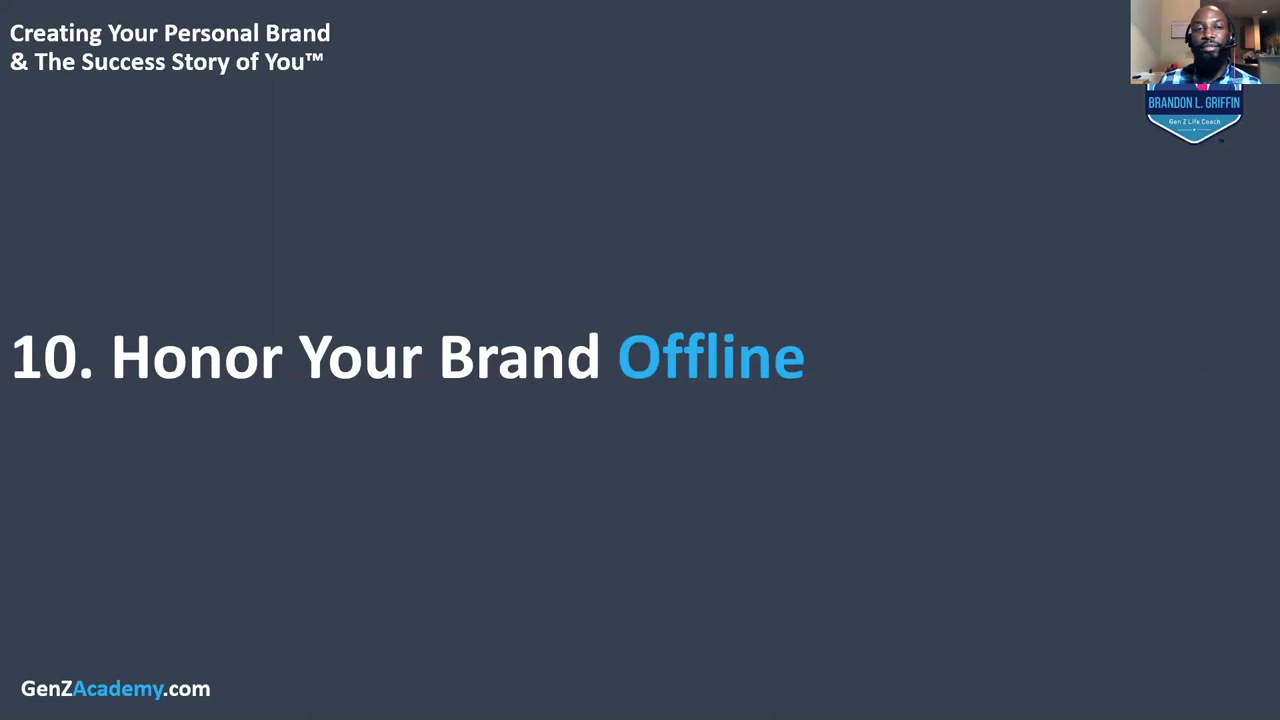 Creating Your Personal Brand
& The Success Story of You™
BRANDON L. GRIFFIN
Gen Z Life Coach
™
10. Honor Your Brand Offline
GenZAcademy.com